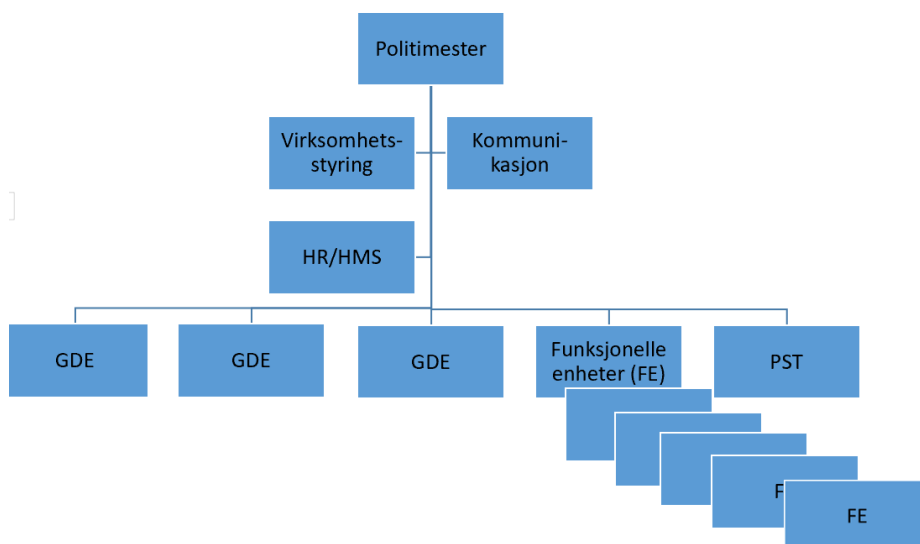 Politimester
Virksomhets-
styring
Kommuni-
kasjon
HR/HMS
GDE
GDE
GDE
Funksjonelle
enheter (FE)
PST
F
FE